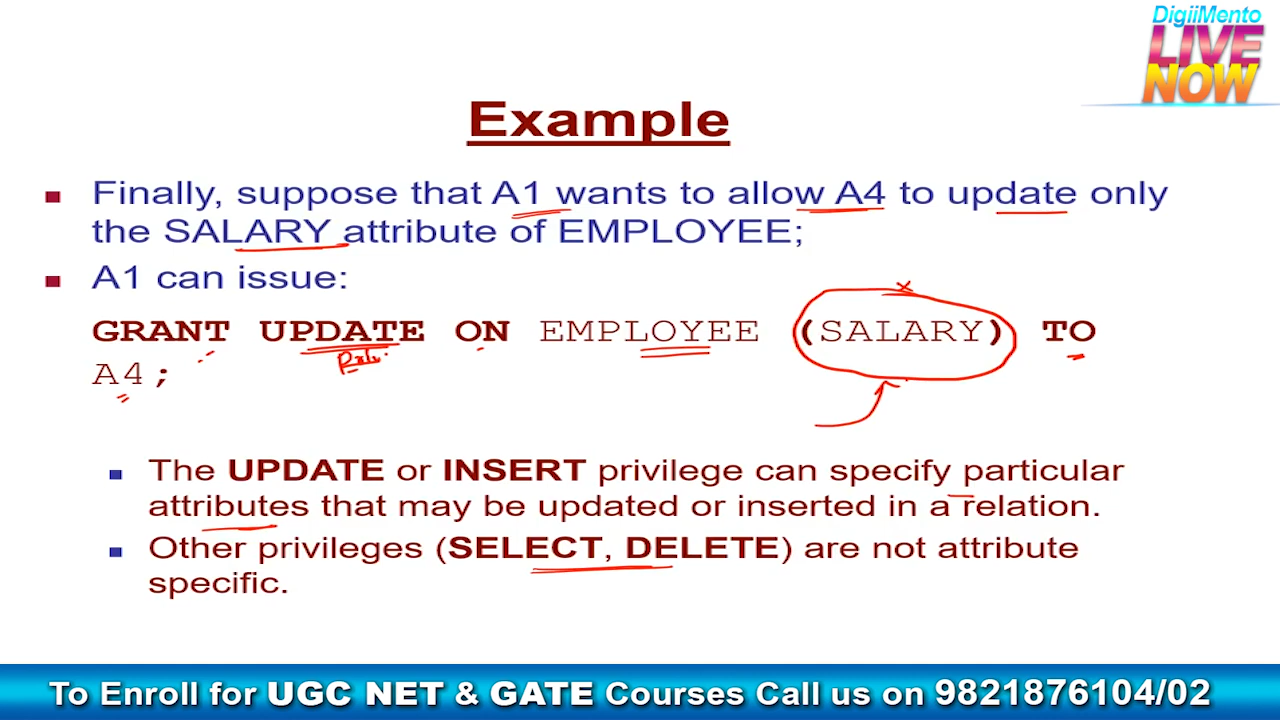 DigiiMento
LIVE
NOW
Example
Finally, suppose that A1 wants to allow A4 to update only
the SALARY attribute of EMPLOYEE;
A1 can issue:
GRANT UPDATE ON EMPLOYEE (SALARY) TO
A4;
The UPDATE or INSERT privilege can specify particular
attributes that may be updated or inserted in a relation.
Other privileges (SELECT, DELETE) are not attribute
specific.
To Enroll for UGC NET & GATE Courses Call us on 9821876104/02